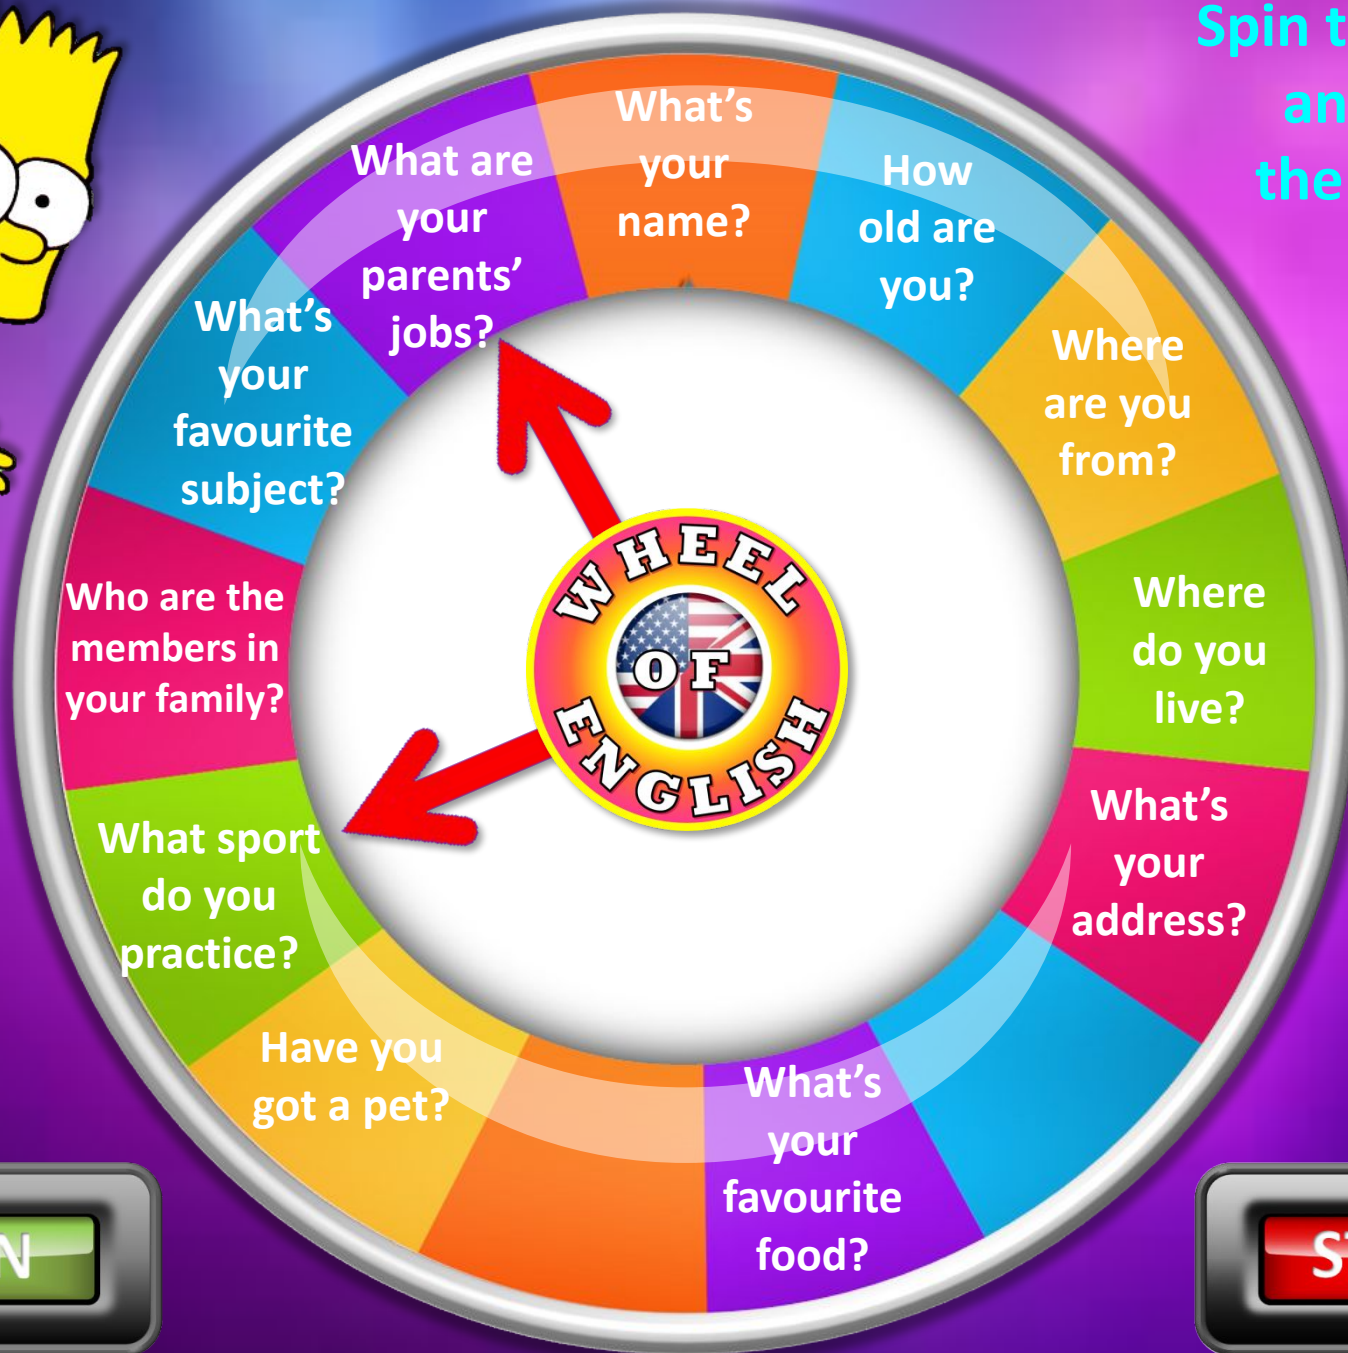 Spin t
an
the
What's
your
name?
How
old are
you?
Where
are you
from?
Where
do you
live?
What's
your
address?
What's
your
favourite
food?
Have you
got a pet?
What sport
do you
practice?
Who are the
members in
your family?
What's
your
favourite
subject?
What are
your
parents'
jobs?
WHEEL
OF
ENGLISH
N
ST